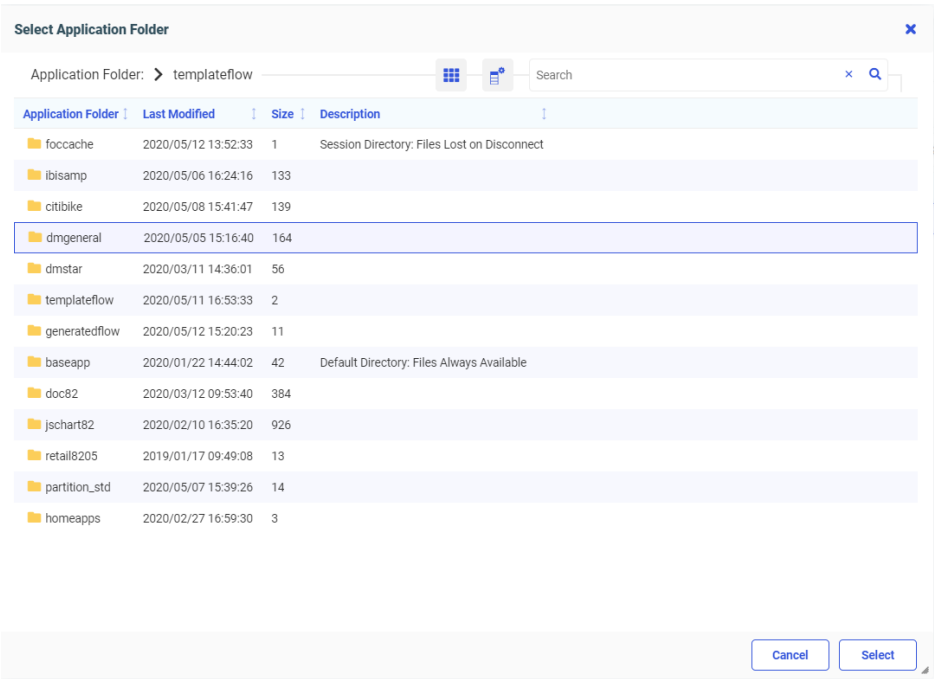 Select Application Folder
Application Folder: templateflow Search
Application Folder Last Modified Size Description
foccache 2020/05/12 13:52:33 1 Session Directory: Files Lost on Disconnect
ibisamp 2020/05/06 16:24:16 133
citibike 2020/05/08 15:41:47 139
dmgeneral 2020/05/05 15:16:40 164
dmstar 2020/03/11 14:36:01 56
templateflow 2020/05/11 16:53:33 2
generatedflow 2020/05/12 15:20:23 11
baseapp 2020/01/22 14:44:02 42 Default Directory: Files Always Available
doc82 2020/03/12 09:53:40 384
jschart82 2020/02/10 16:35:20 926
retail8205 2019/01/17 09:49:08 13
partition_std 2020/05/07 15:39:26 14
homeapps 2020/02/27 16:59:30 3
Cancel Select